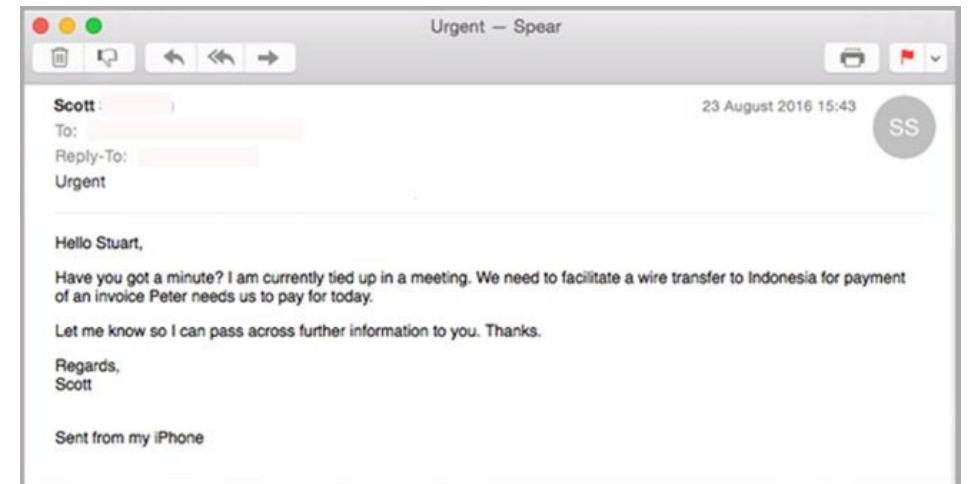 Urgent — Spear
Scott
23 August 2016 15:43
SS
To:
Reply-To:
Urgent
Hello Stuart,
Have you got a minute? I am currently tied up in a meeting. We need to facilitate a wire transfer to Indonesia for payment
of an invoice Peter needs us to pay for today.
Let me know so I can pass across further information to you. Thanks.
Regards,
Scott
Sent from my iPhone